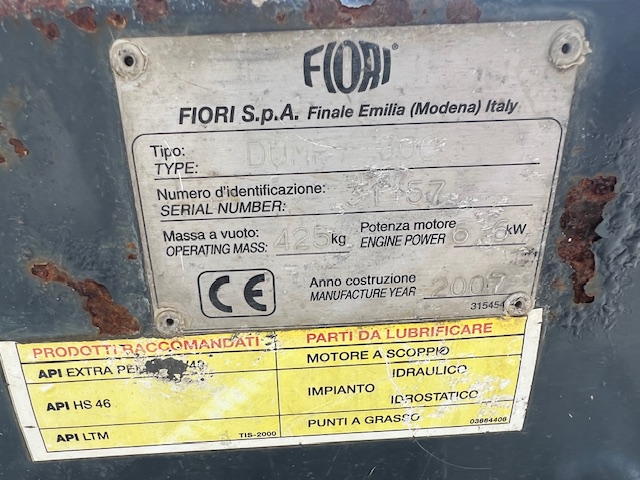 FIORI®
FIORI S.p.A. Finale Emilia (Modena) Italy
Tipo:
TYPE:
Numero d'identificazione:
SERIAL NUMBER:
Massa a vuoto: 425 kg Potenza motore kW
OPERATING MASS: ENGINE POWER
CE Anno costruzione 2007
MANUFACTURE YEAR
PRODOTTI RACCOMANDATI PARTI DA LUBRIFICARE
API EXTRA MOTORE A SCOPPIO
API HS 46 IMPIANTO IDRAULICO
IDROSTATICO
API LTM TIS-2000 PUNTI A GRASSO 03664406